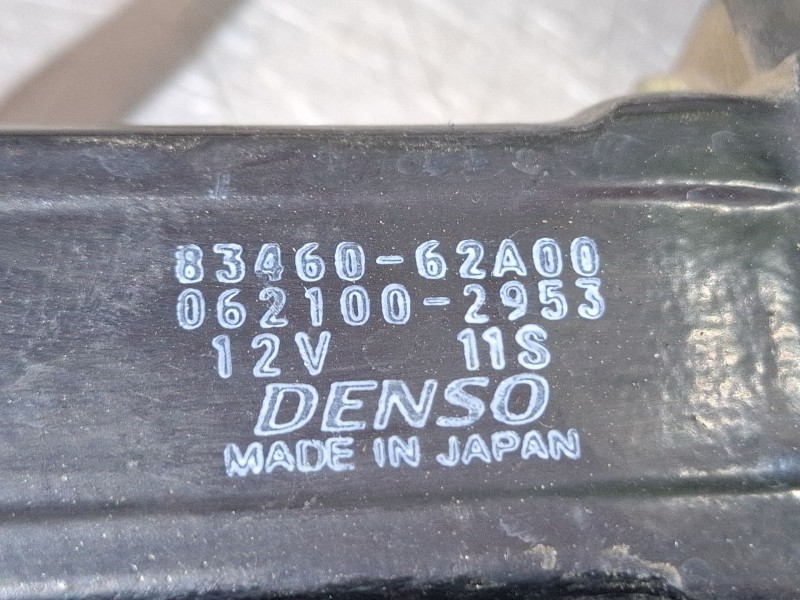 83460-62A00
062100-2953
12V 11S
DENSO
MADE IN JAPAN